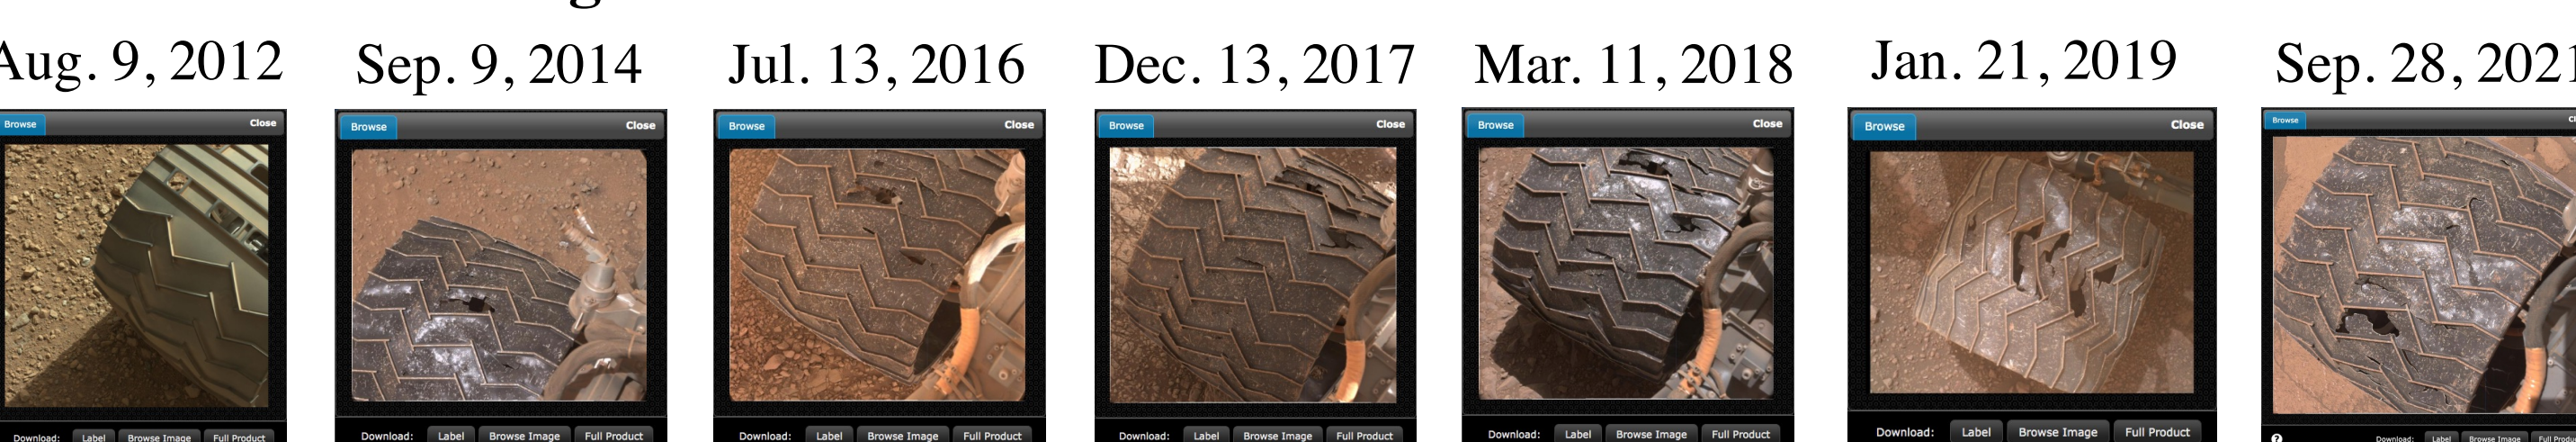 Aug. 9, 2012
Sep. 9, 2014
Jul. 13, 2016
Dec. 13, 2017
Mar. 11, 2018
Jan. 21, 2019
Sep. 28, 2021
Browse Close
Browse Close
Browse Close
Browse Close
Browse Close
Browse Close
Browse
Download: Label Browse Image Full Product
Download: Label Browse Image Full Product
Download: Label Browse Image Full Product
Download: Label Browse Image Full Product
Download: Label Browse Image Full Product
Download: Label Browse Image Full Product
? Download: Label Browse Image